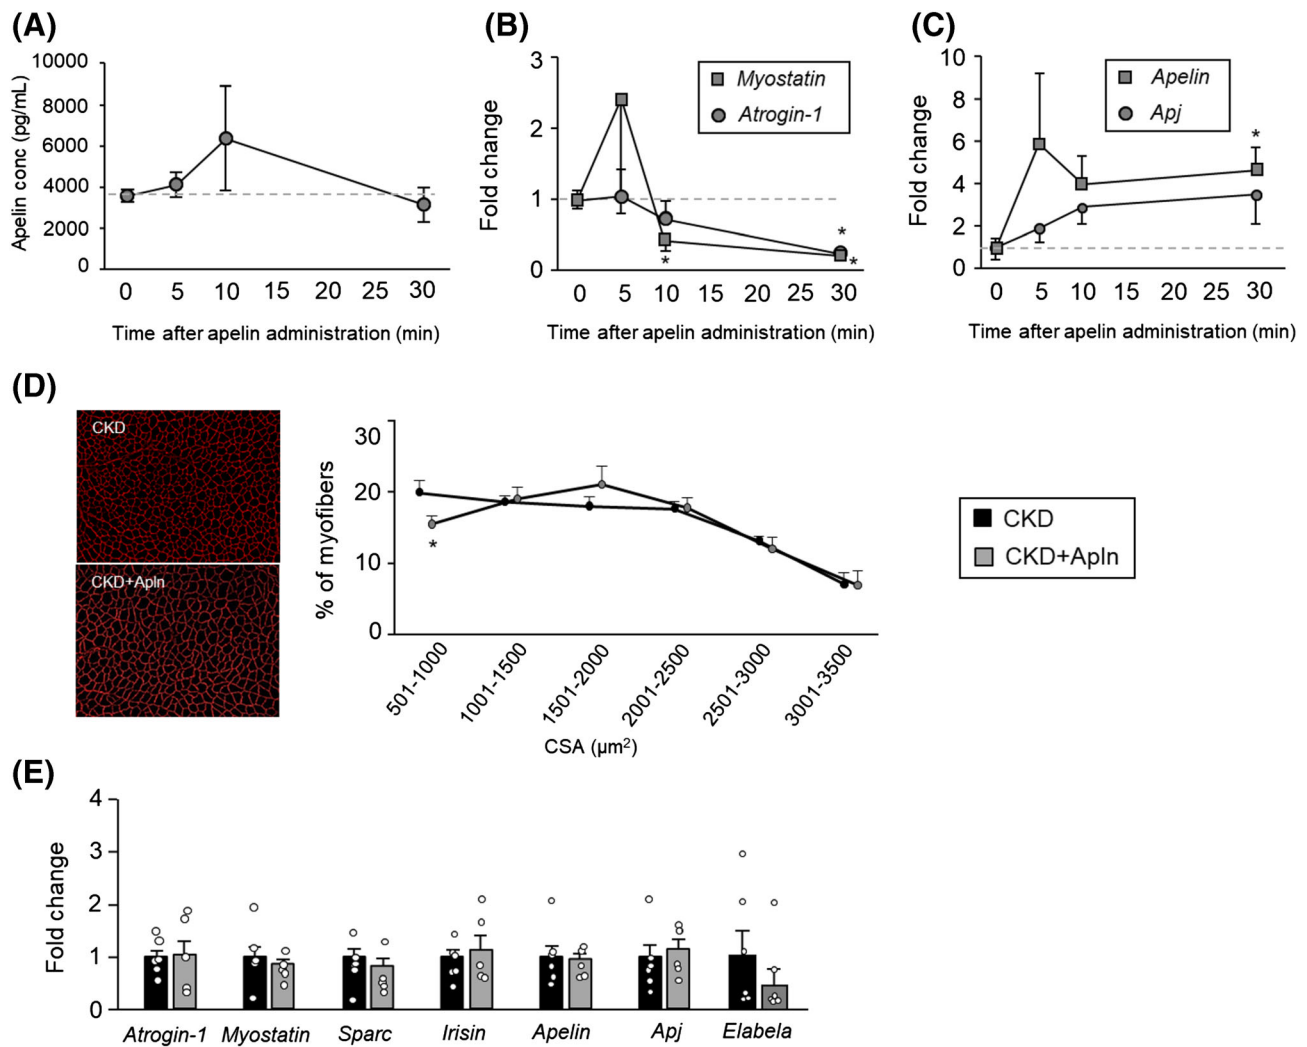 (A)
10000
8000
6000
4000
2000
0
Apelin conc (pg/mL)
0 5 10 15 20 25 30
Time after apelin administration (min)
(B)
3
2
1
0
Fold change
Myostatin
Atrogin-1
*
*
*
0 5 10 15 20 25 30
Time after apelin administration (min)
(C)
10
8
6
4
2
0
Fold change
Apelin
Apj
*
0 5 10 15 20 25 30
Time after apelin administration (min)
(D)
CKD
CKD+Apln
30
20
10
0
% of myofibers
*
501-1000
1001-1500
1501-2000
2001-2500
2501-3000
3001-3500
CSA (µm²)
CKD
CKD+Apln
(E)
4
3
2
1
0
Fold change
Atrogin-1 Myostatin Sparc Irisin Apelin Apj Elabela